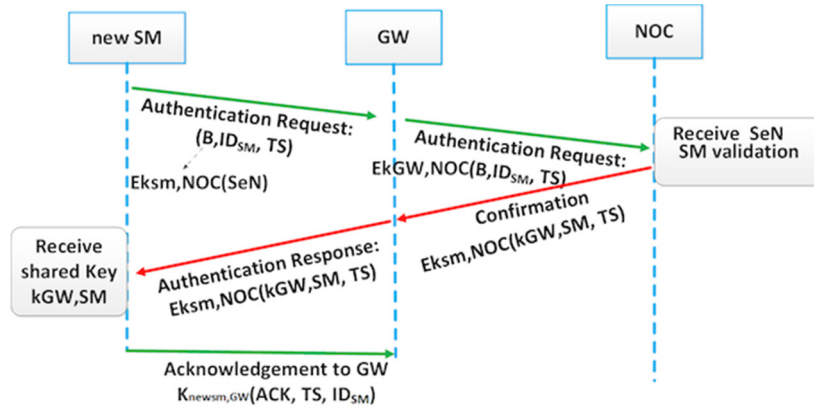 new SM
GW
NOC
Authentication Request:
(B,IDSM, TS)
Eksm,NOC(SeN)
Authentication Request:
EkGW,NOC(B,IDSM, TS)
Receive SeN
SM validation
Confirmation
Eksm,NOC(kGW,SM, TS)
Authentication Response:
Eksm,NOC(kGW,SM, TS)
Receive
shared Key
kGW,SM
Acknowledgement to GW
Knewsm,GW(ACK, TS, IDSM)